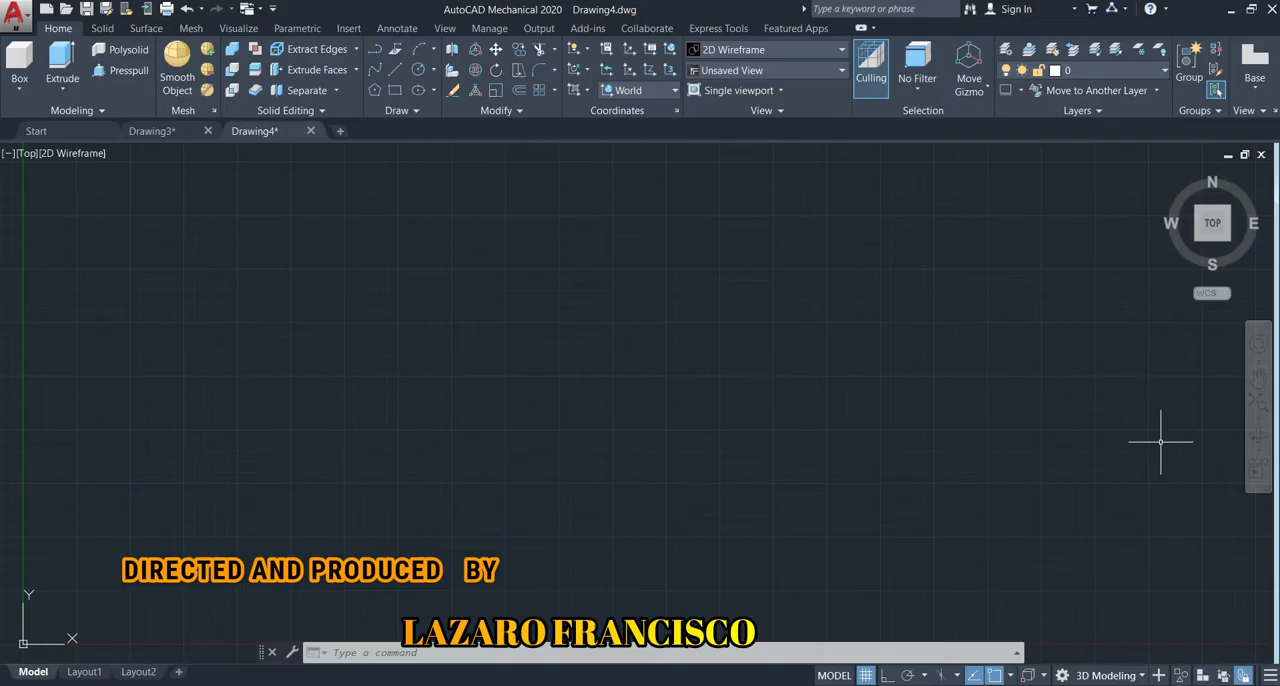 AutoCAD Mechanical 2020 Drawing4.dwg
Type a keyword or phrase
Sign In
Home Solid Surface Mesh Visualize Parametric Insert Annotate View Manage Output Add-ins Collaborate Express Tools Featured Apps
Box
Extrude
Polysolid
Presspull
Smooth Object
Extract Edges
Extrude Faces
Separate
2D Wireframe
Unsaved View
World
Single viewport
Culling
No Filter
Move Gizmo
0
Move to Another Layer
Group
Base
Modeling Mesh Solid Editing Draw Modify Coordinates View Selection Layers Groups View
Start Drawing3* Drawing4*
[−][Top][2D Wireframe]
N
W TOP E
S
WCS
DIRECTED AND PRODUCED BY
Y
LAZARO FRANCISCO
X
Type a command
Model Layout1 Layout2
MODEL
3D Modeling